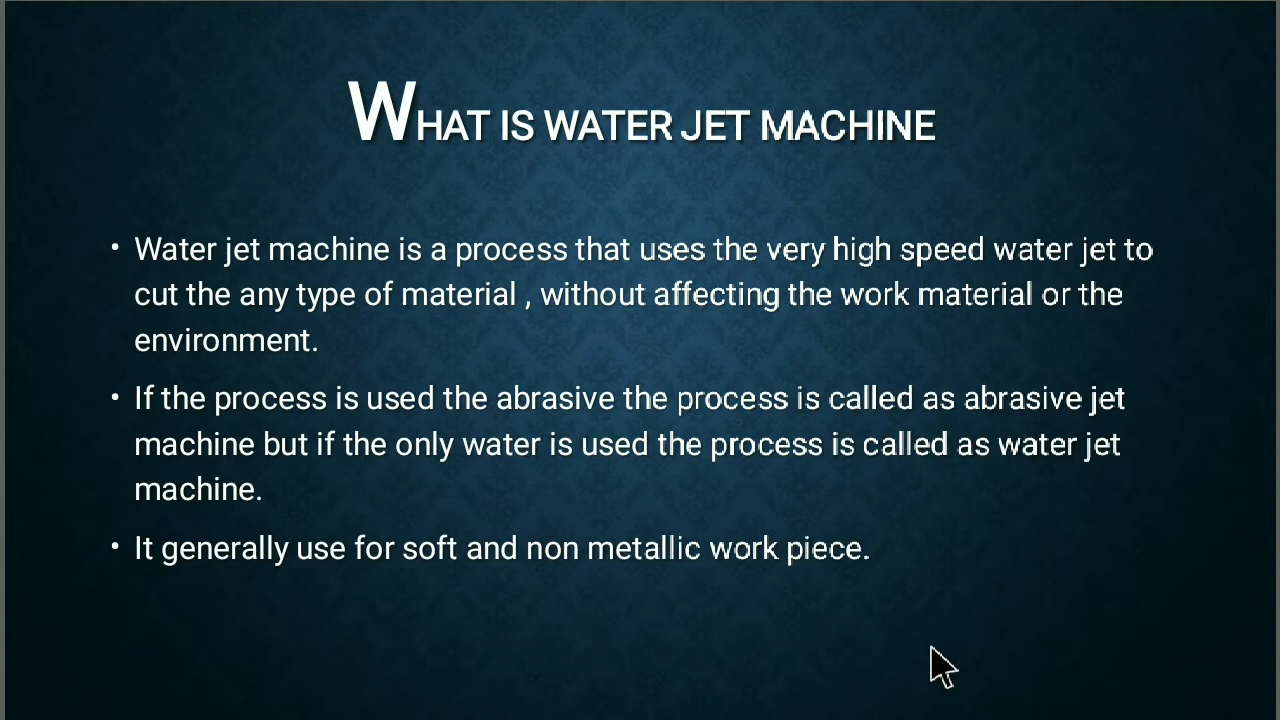 WHAT IS WATER JET MACHINE
• Water jet machine is a process that uses the very high speed water jet to
cut the any type of material , without affecting the work material or the
environment.
• If the process is used the abrasive the process is called as abrasive jet
machine but if the only water is used the process is called as water jet
machine.
• It generally use for soft and non metallic work piece.